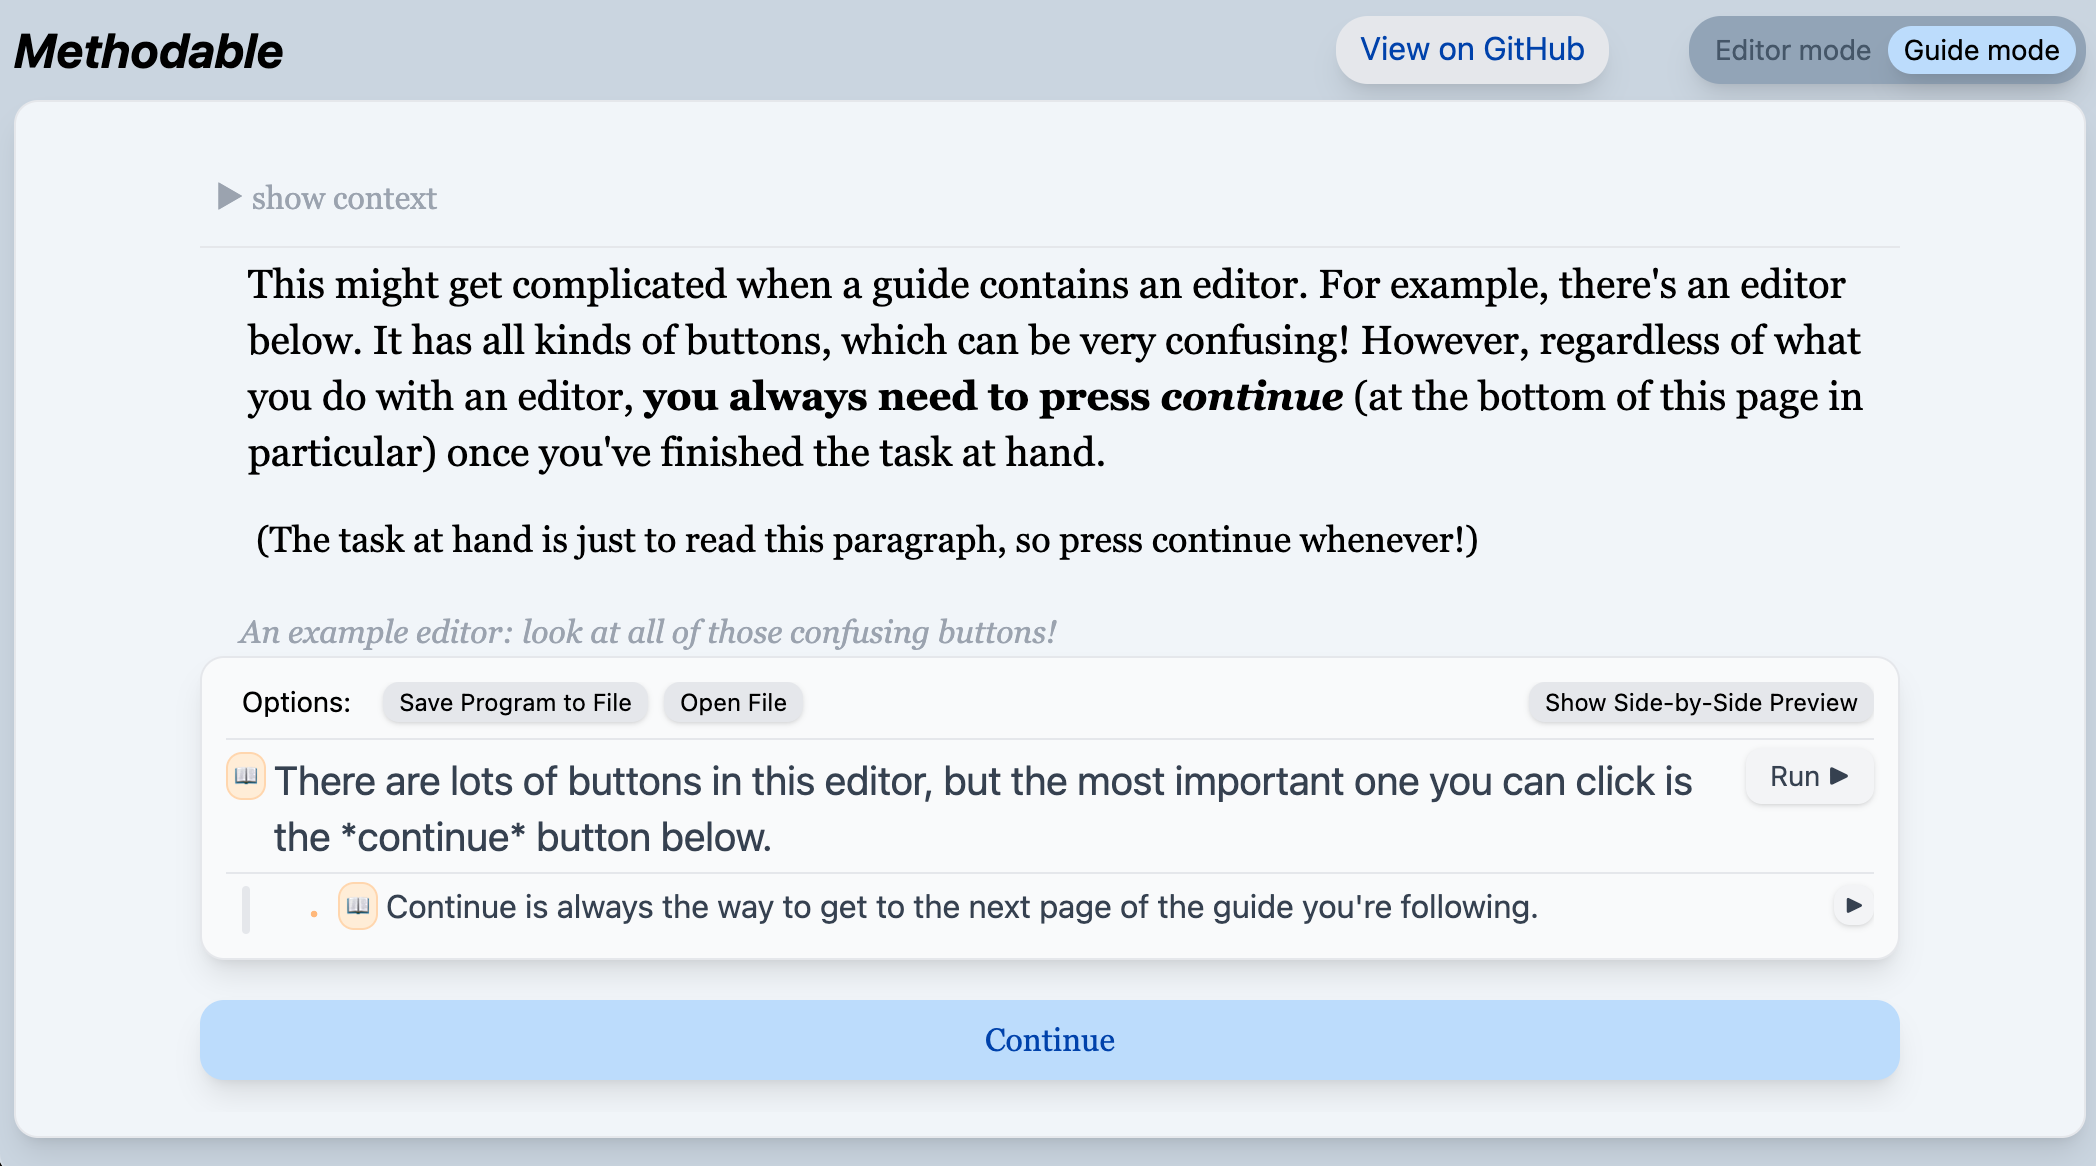 Methodable
View on GitHub
Editor mode
Guide mode
▶ show context
This might get complicated when a guide contains an editor. For example, there's an editor
below. It has all kinds of buttons, which can be very confusing! However, regardless of what
you do with an editor, you always need to press continue (at the bottom of this page in
particular) once you've finished the task at hand.
(The task at hand is just to read this paragraph, so press continue whenever!)
An example editor: look at all of those confusing buttons!
Options:
Save Program to File
Open File
Show Side-by-Side Preview
There are lots of buttons in this editor, but the most important one you can click is
the *continue* button below.
Run ▶
Continue is always the way to get to the next page of the guide you're following.
Continue